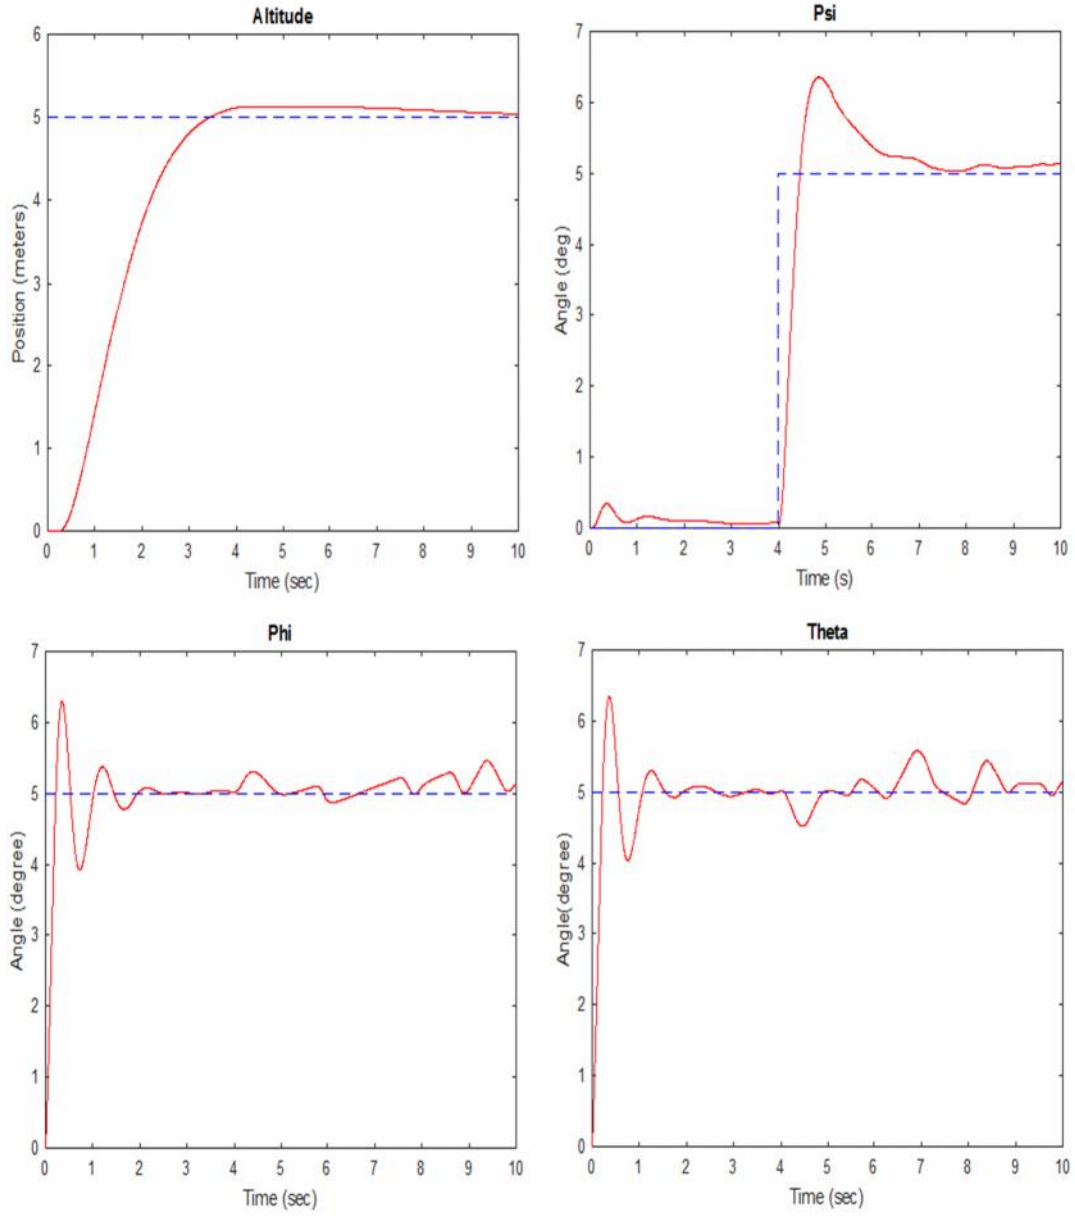 Altitude
6
5
4
3
2
1
0
Position (meters)
0 1 2 3 4 5 6 7 8 9 10
Time (sec)
Psi
7
6
5
4
3
2
1
0
Angle (deg)
0 1 2 3 4 5 6 7 8 9 10
Time (s)
Phi
7
6
5
4
3
2
1
0
Angle (degree)
0 1 2 3 4 5 6 7 8 9 10
Time (sec)
Theta
7
6
5
4
3
2
1
0
Angle(degree)
0 1 2 3 4 5 6 7 8 9 10
Time (sec)